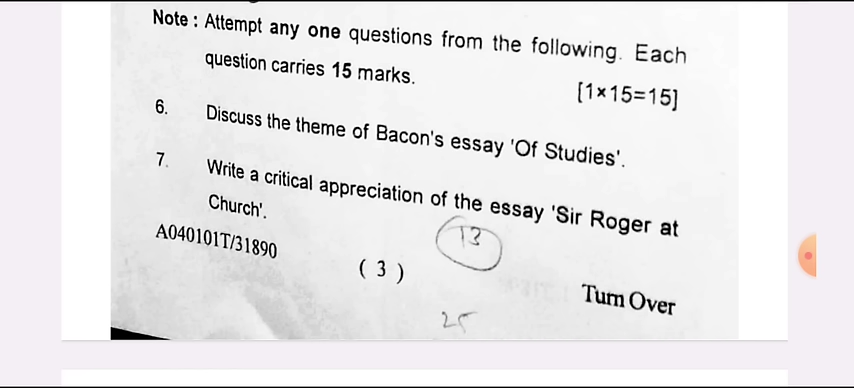 Note : Attempt any one questions from the following. Each
question carries 15 marks.
[1×15=15]
6. Discuss the theme of Bacon's essay 'Of Studies'.
7. Write a critical appreciation of the essay 'Sir Roger at
Church'.
13
A040101T/31890
( 3 )
Turn Over
25